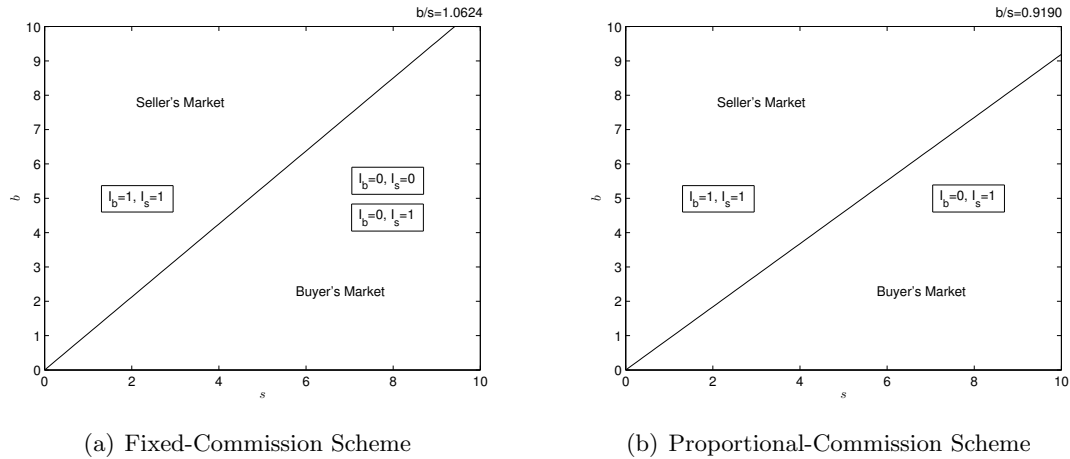 b/s=1.0624
10
9
8
7
6
5
4
3
2
1
0
b
Seller's Market
I_b=1, I_s=1
I_b=0, I_s=0
I_b=0, I_s=1
Buyer's Market
0 2 4 6 8 10
s
(a) Fixed-Commission Scheme
b/s=0.9190
10
9
8
7
6
5
4
3
2
1
0
b
Seller's Market
I_b=1, I_s=1
I_b=0, I_s=1
Buyer's Market
0 2 4 6 8 10
s
(b) Proportional-Commission Scheme